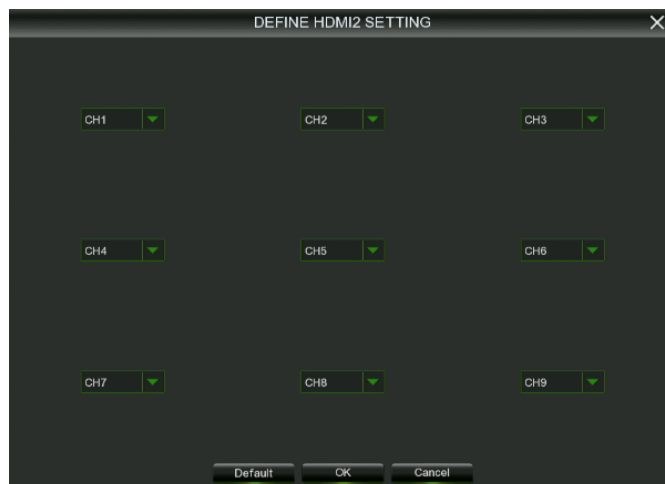 DEFINE HDMI2 SETTING
CH1 CH2 CH3
CH4 CH5 CH6
CH7 CH8 CH9
Default OK Cancel